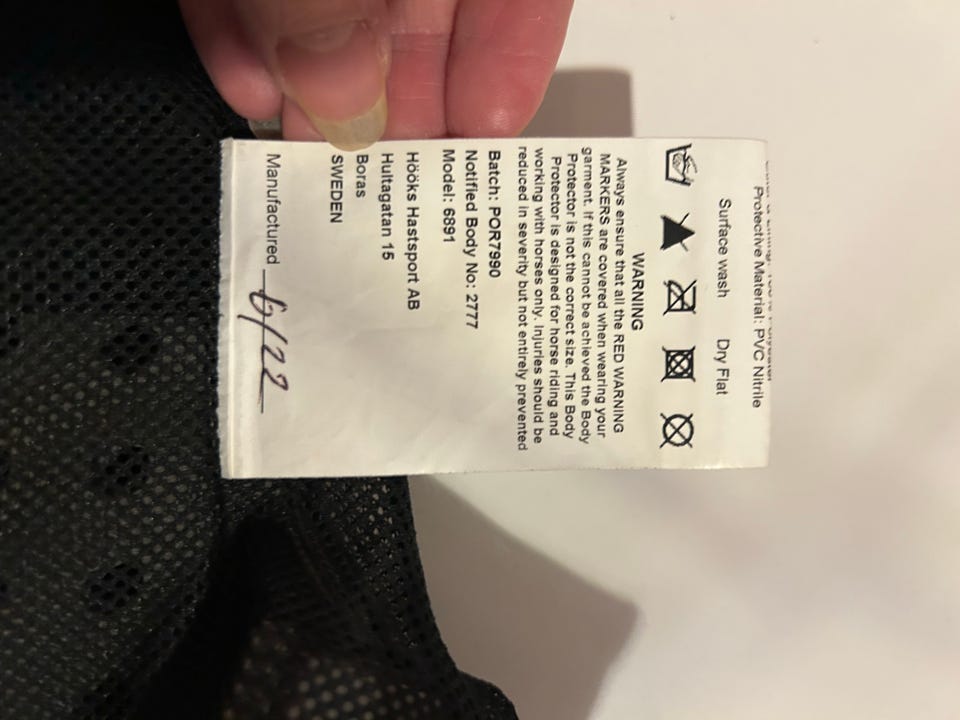 Protective Material: PVC Nitrile
Surface wash Dry Flat
WARNING
Always ensure that all the RED WARNING
MARKERS are covered when wearing your
garment. If this cannot be achieved the Body
Protector is not the correct size. This Body
Protector is designed for horse riding and
working with horses only. Injuries should be
reduced in severity but not entirely prevented
Batch: POR7990
Notified Body No: 2777
Model: 6891
Hööks Hastsport AB
Hultagatan 15
Boras
SWEDEN
Manufactured 6/22